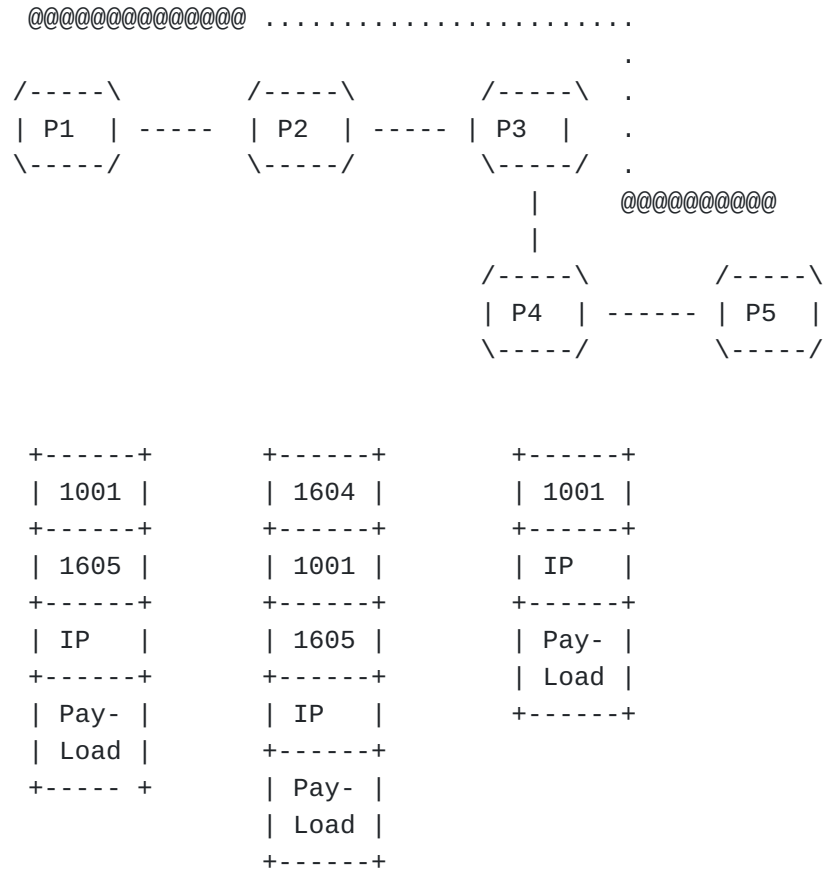 @@@@@@@@@@@@@@ ........................
.
/-----\ /-----\ /-----\ .
| P1 | ----- | P2 | ----- | P3 | .
\-----/ \-----/ \-----/ .
| @@@@@@@@@@
|
/-----\ /-----\
| P4 | ------ | P5 |
\-----/ \-----/
+------+ +------+ +------+
| 1001 | | 1604 | | 1001 |
+------+ +------+ +------+
| 1605 | | 1001 | | IP |
+------+ +------+ +------+
| IP | | 1605 | | Pay- |
+------+ +------+ | Load |
| Pay- | | IP | +------+
| Load | +------+
+----- + | Pay- |
| Load |
+------+